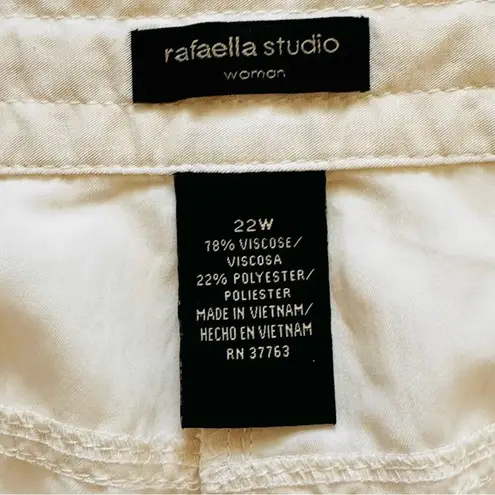 rafaella studio
woman
22W
78% VISCOSE/
VISCOSA
22% POLYESTER/
POLIESTER
MADE IN VIETNAM/
HECHO EN VIETNAM
RN 37763